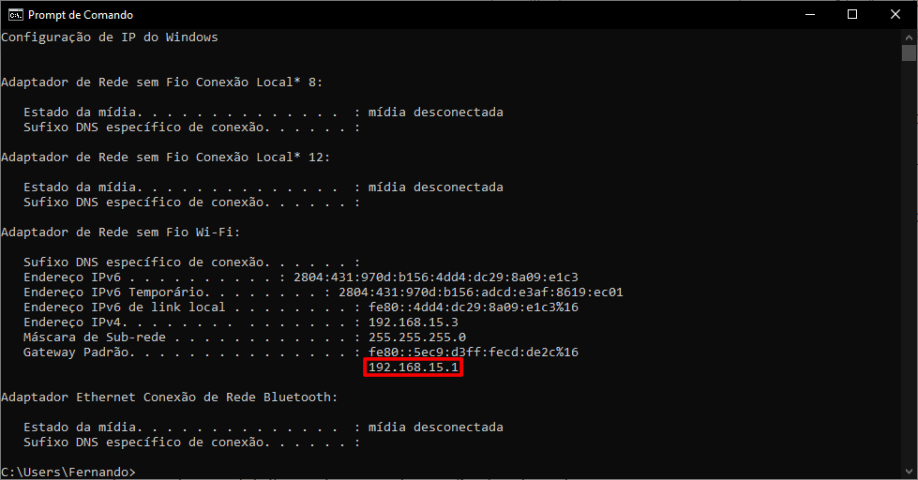 Prompt de Comando
Configuração de IP do Windows
Adaptador de Rede sem Fio Conexão Local* 8:
Estado da mídia. . . . . . . . . . . . . . : mídia desconectada
Sufixo DNS específico de conexão. . . . . . :
Adaptador de Rede sem Fio Conexão Local* 12:
Estado da mídia. . . . . . . . . . . . . . : mídia desconectada
Sufixo DNS específico de conexão. . . . . . :
Adaptador de Rede sem Fio Wi-Fi:
Sufixo DNS específico de conexão. . . . . . :
Endereço IPv6 . . . . . . . . . . : 2804:431:970d:b156:4dd4:dc29:8a09:e1c3
Endereço IPv6 Temporário. . . . . . . . : 2804:431:970d:b156:adcd:e3af:8619:ec01
Endereço IPv6 de link local . . . . . . . . : fe80::4dd4:dc29:8a09:e1c3%16
Endereço IPv4. . . . . . . . . . . . . . . : 192.168.15.3
Máscara de Sub-rede . . . . . . . . . . . . : 255.255.255.0
Gateway Padrão. . . . . . . . . . . . . . . : fe80::5ec9:d3ff:fecd:de2c%16
192.168.15.1
Adaptador Ethernet Conexão de Rede Bluetooth:
Estado da mídia. . . . . . . . . . . . . . : mídia desconectada
Sufixo DNS específico de conexão. . . . . . :
C:\Users\Fernando>